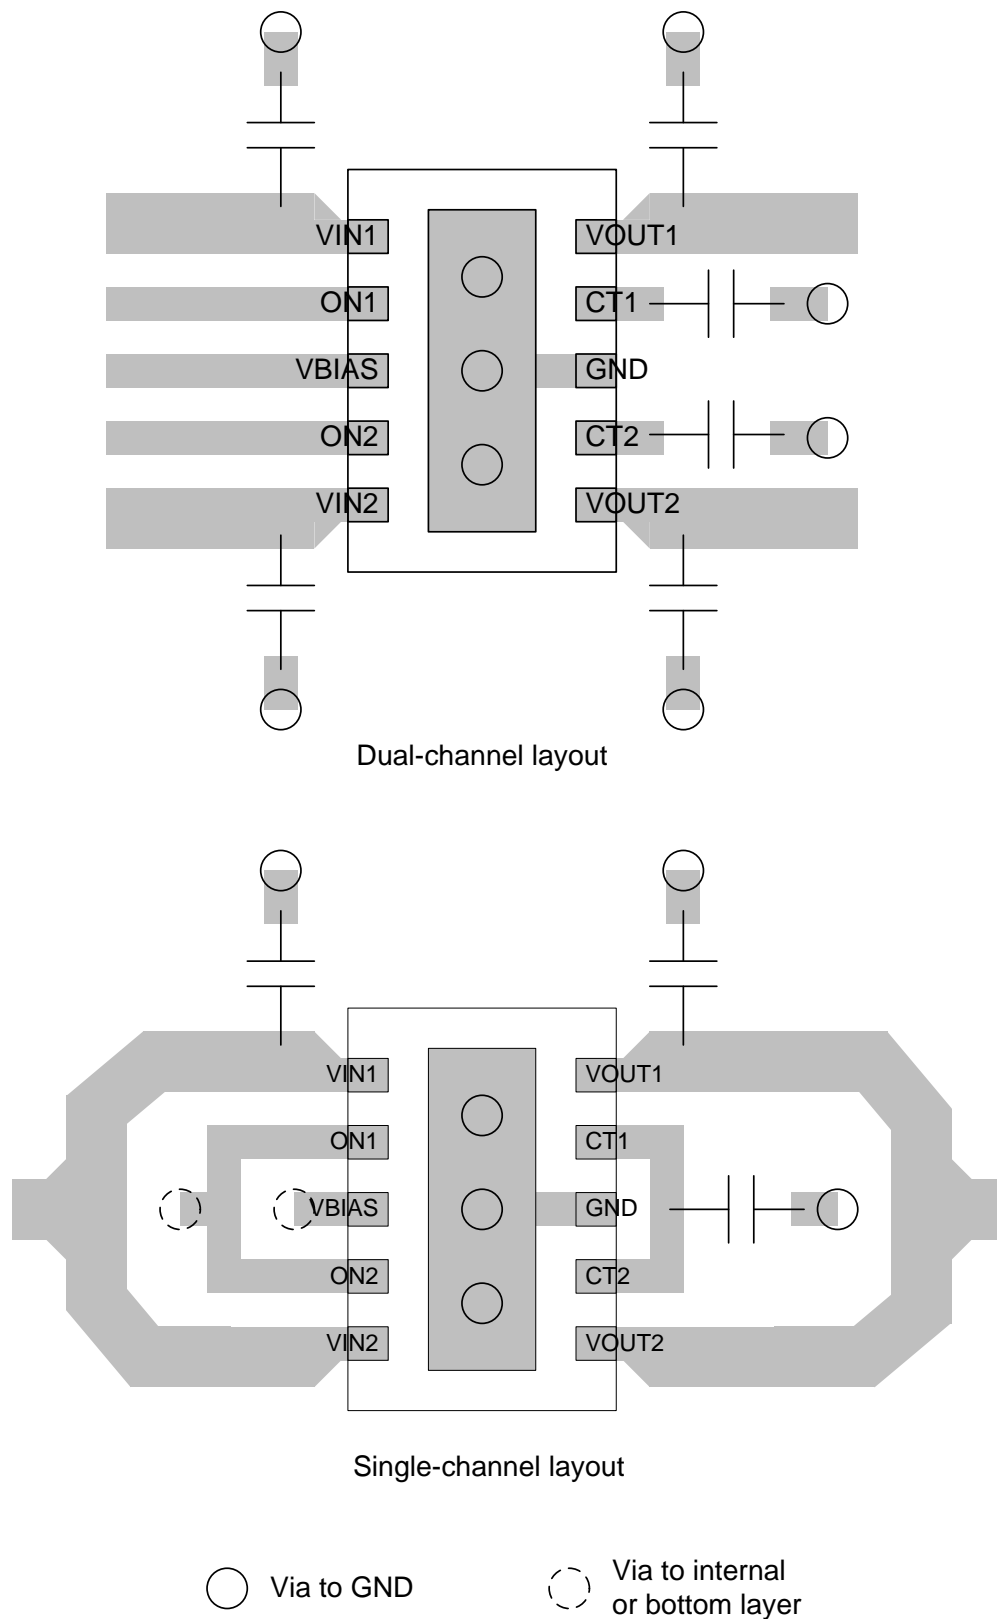 VIN1 VOUT1
ON1 CT1
VBIAS GND
ON2 CT2
VIN2 VOUT2
Dual-channel layout
VIN1 VOUT1
ON1 CT1
VBIAS GND
ON2 CT2
VIN2 VOUT2
Single-channel layout
Via to GND
Via to internal
or bottom layer